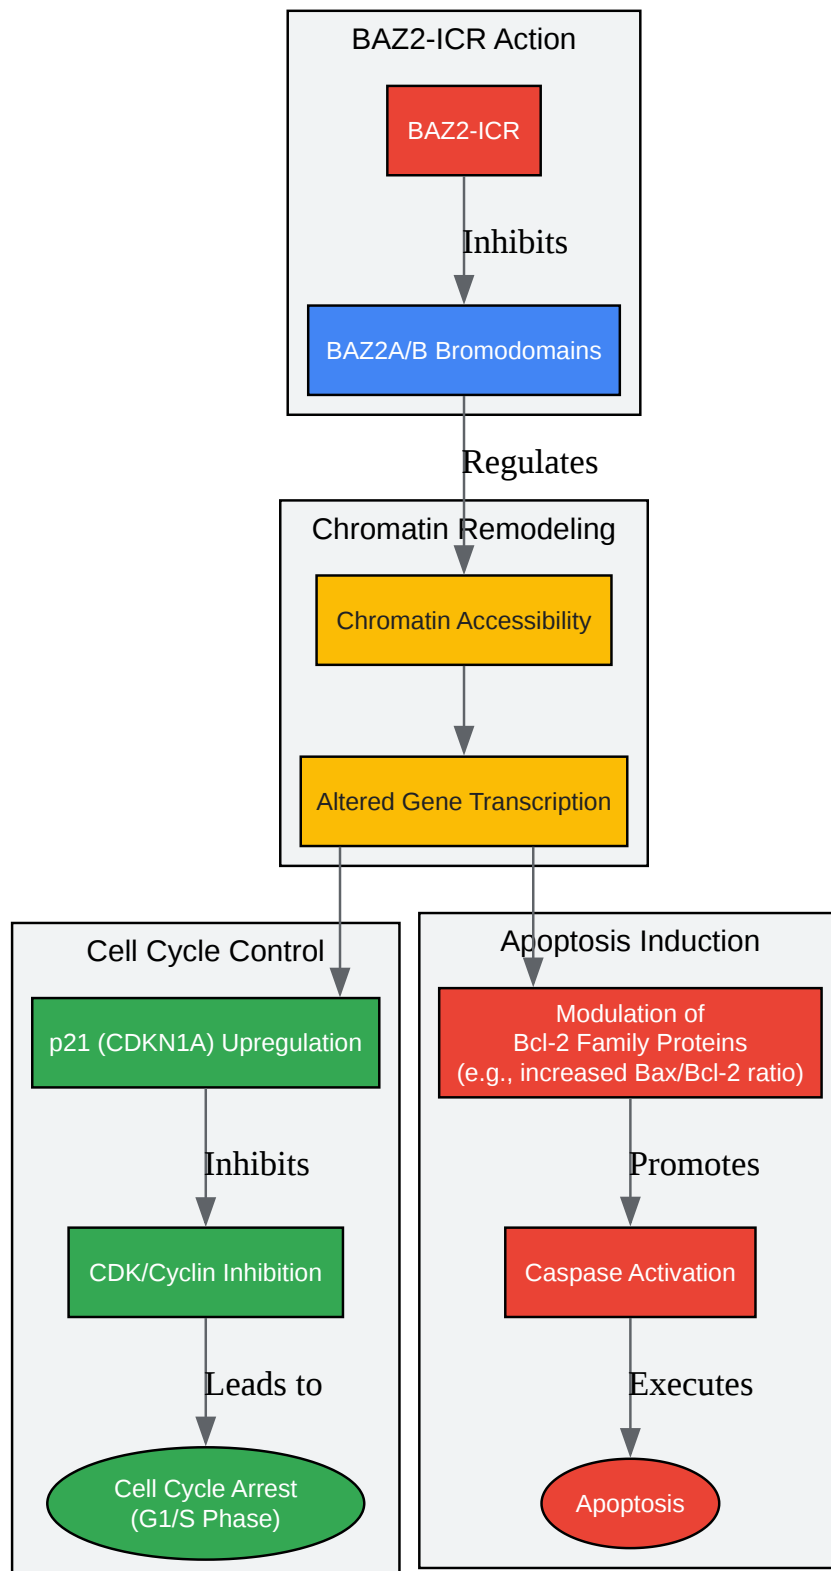 BAZ2-ICR Action
BAZ2-ICR
Inhibits
BAZ2A/B Bromodomains
Regulates
Chromatin Remodeling
Chromatin Accessibility
Altered Gene Transcription
Cell Cycle Control
p21 (CDKN1A) Upregulation
Inhibits
CDK/Cyclin Inhibition
Leads to
Cell Cycle Arrest
(G1/S Phase)
Apoptosis Induction
Modulation of
Bcl-2 Family Proteins
(e.g., increased Bax/Bcl-2 ratio)
Promotes
Caspase Activation
Executes
Apoptosis